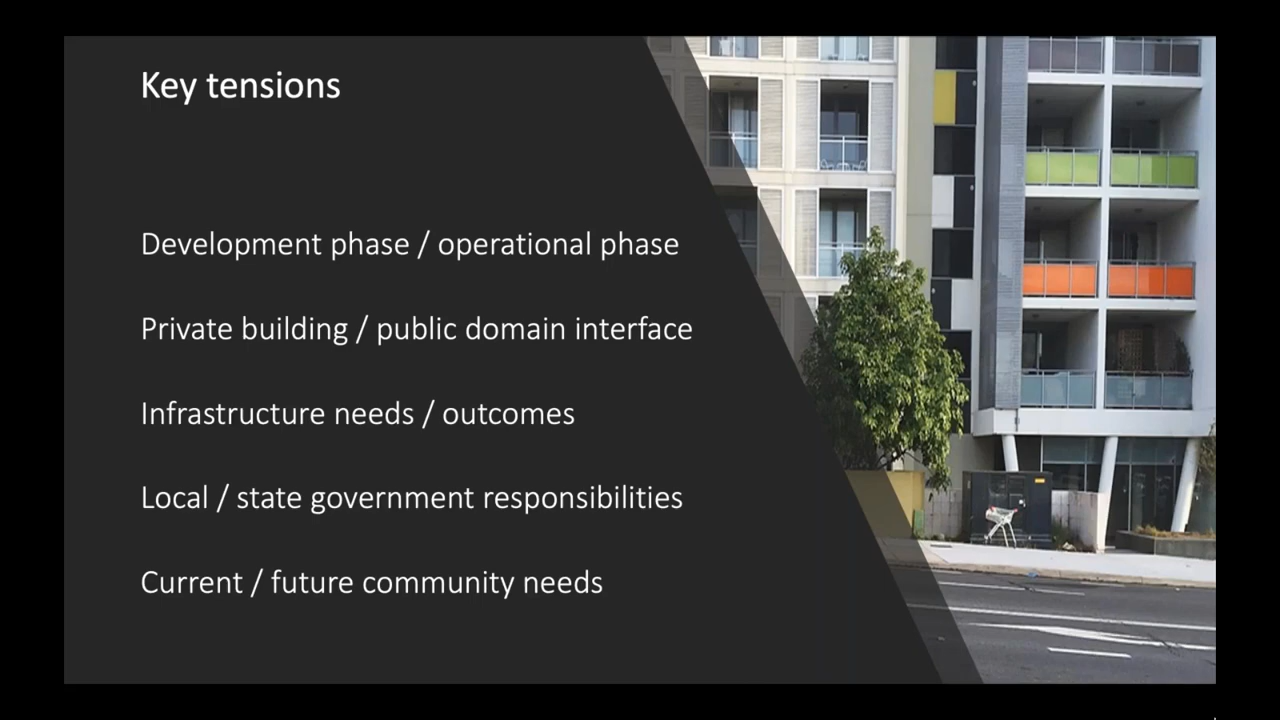 Key tensions
Development phase / operational phase
Private building / public domain interface
Infrastructure needs / outcomes
Local / state government responsibilities
Current / future community needs